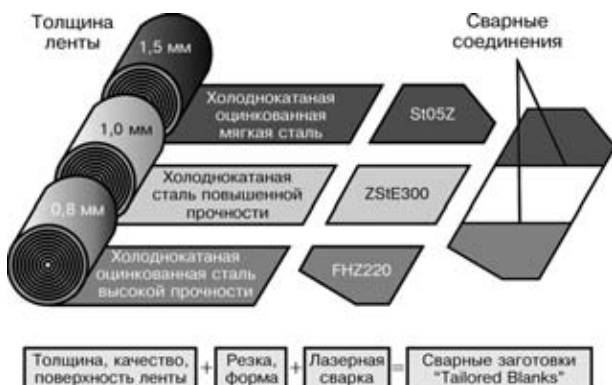 Толщина
ленты
Сварные
соединения
1,5 мм
Холоднокатаная
оцинкованная
мягкая сталь
St05Z
1,0 мм
Холоднокатаная
сталь повышенной
прочности
ZStE300
0,8 мм
Холоднокатаная
оцинкованная сталь
высокой прочности
FHZ220
Толщина, качество,
поверхность ленты
+
Резка,
форма
+
Лазерная
сварка
=
Сварные заготовки
"Tailored Blanks"